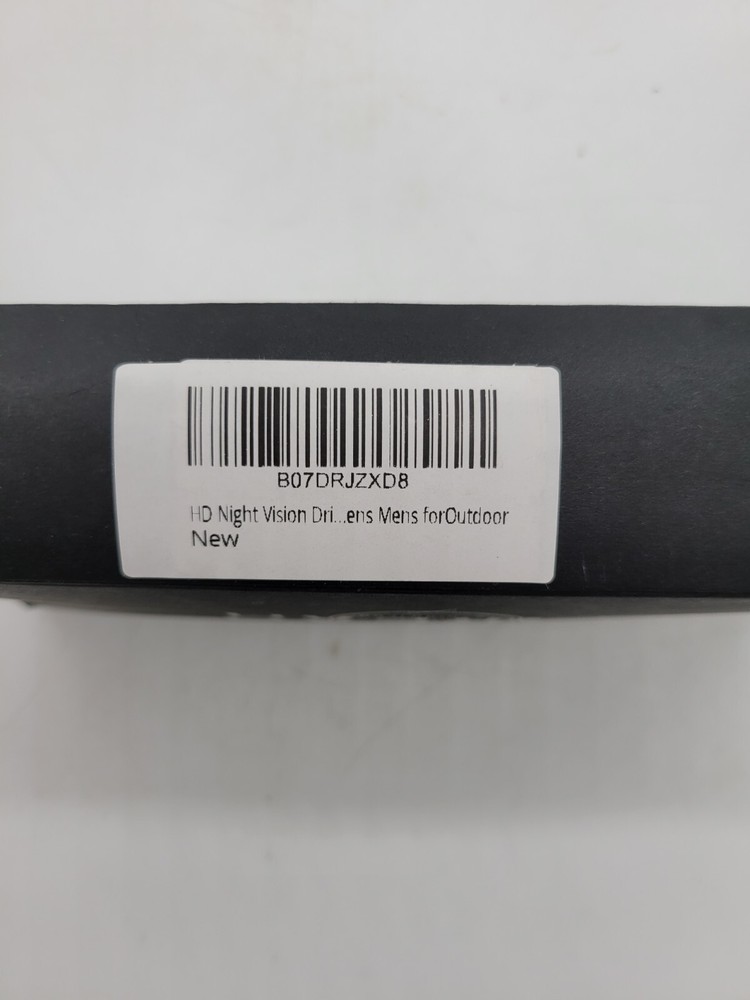 B07DRJZXD8
HD Night Vision Dri...ens Mens forOutdoor
New